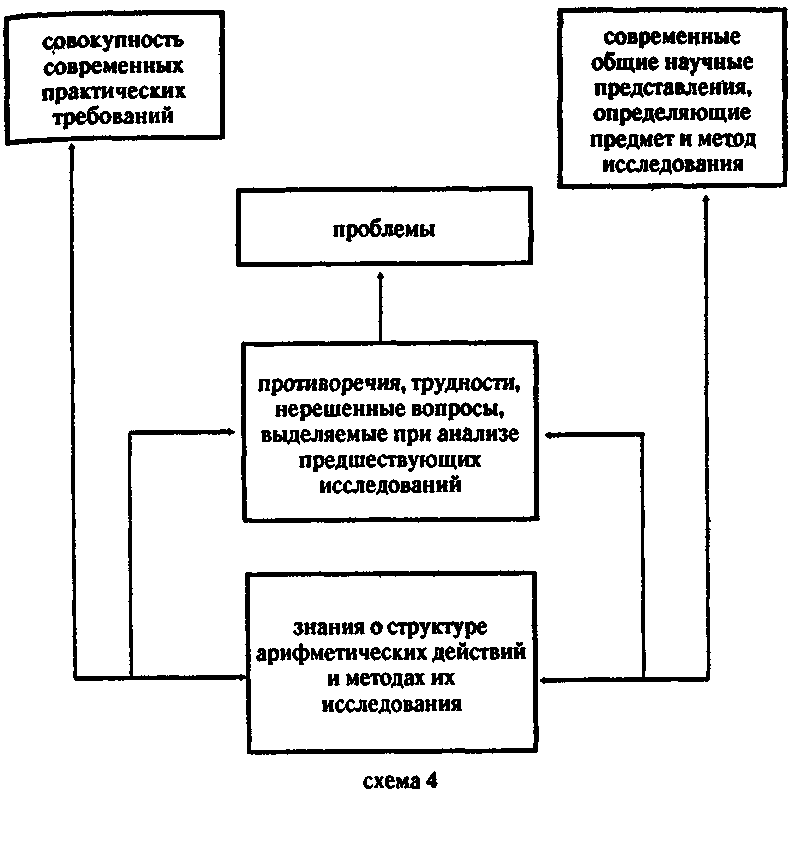 совокупность
современных
практических
требований
современные
общие научные
представления,
определяющие
предмет и метод
исследования
проблемы
противоречия, трудности,
нерешенные вопросы,
выделяемые при анализе
предшествующих
исследований
знания о структуре
арифметических действий
и методах их
исследования
схема 4